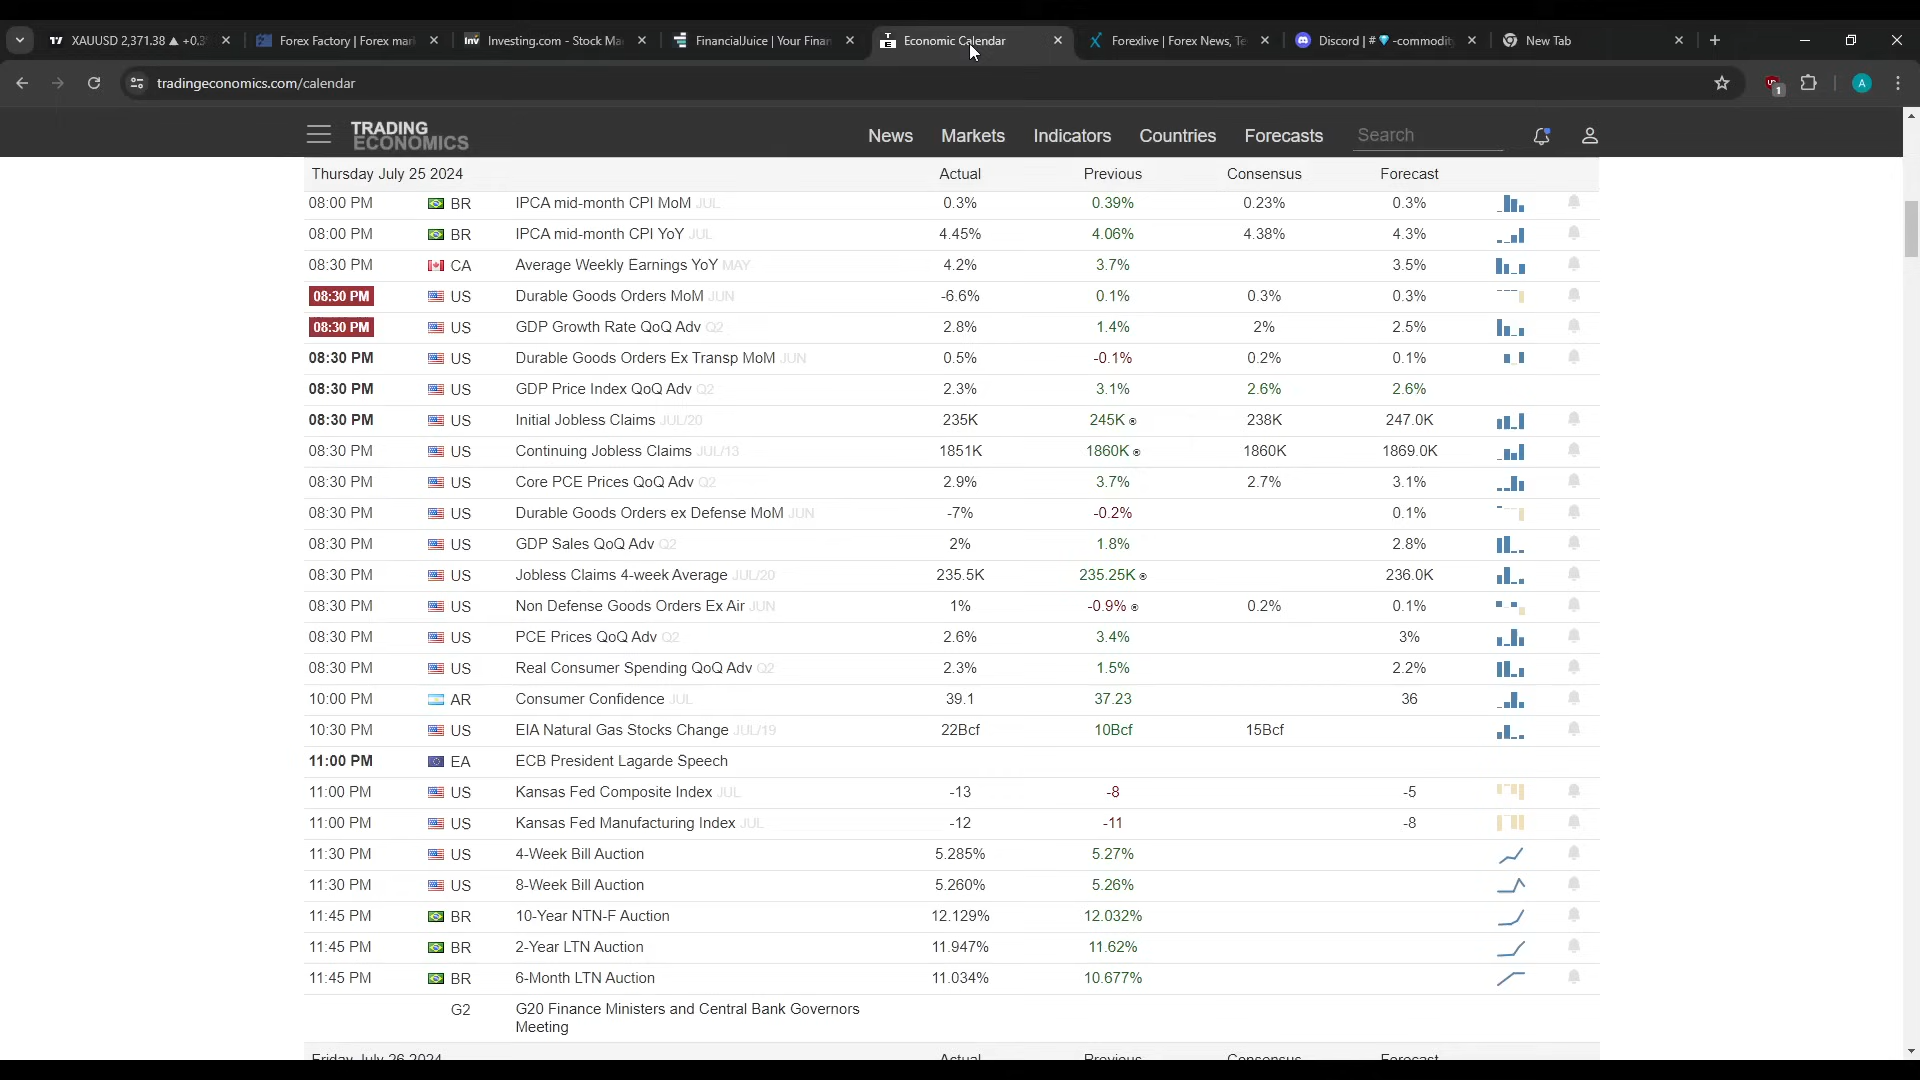 XAUUSD 2,371.38 ▲ +0.3
Forex Factory | Forex mar
Investing.com - Stock Ma
FinancialJuice | Your Finan
Economic Calendar
Forexlive | Forex News, Te
Discord | # 💎 -commodit
New Tab
tradingeconomics.com/calendar
1
A
TRADING
ECONOMICS
News Markets Indicators Countries Forecasts Search
Thursday July 25 2024 Actual Previous Consensus Forecast
08:00 PM BR IPCA mid-month CPI MoM JUL 0.3% 0.39% 0.23% 0.3%
08:00 PM BR IPCA mid-month CPI YoY JUL 4.45% 4.06% 4.38% 4.3%
08:30 PM CA Average Weekly Earnings YoY MAY 4.2% 3.7% 3.5%
08:30 PM US Durable Goods Orders MoM JUN -6.6% 0.1% 0.3% 0.3%
08:30 PM US GDP Growth Rate QoQ Adv Q2 2.8% 1.4% 2% 2.5%
08:30 PM US Durable Goods Orders Ex Transp MoM JUN 0.5% -0.1% 0.2% 0.1%
08:30 PM US GDP Price Index QoQ Adv Q2 2.3% 3.1% 2.6% 2.6%
08:30 PM US Initial Jobless Claims JUL/20 235K 245K 238K 247.0K
08:30 PM US Continuing Jobless Claims JUL/13 1851K 1860K 1860K 1869.0K
08:30 PM US Core PCE Prices QoQ Adv Q2 2.9% 3.7% 2.7% 3.1%
08:30 PM US Durable Goods Orders ex Defense MoM JUN -7% -0.2% 0.1%
08:30 PM US GDP Sales QoQ Adv Q2 2% 1.8% 2.8%
08:30 PM US Jobless Claims 4-week Average JUL/20 235.5K 235.25K 236.0K
08:30 PM US Non Defense Goods Orders Ex Air JUN 1% -0.9% 0.2% 0.1%
08:30 PM US PCE Prices QoQ Adv Q2 2.6% 3.4% 3%
08:30 PM US Real Consumer Spending QoQ Adv Q2 2.3% 1.5% 2.2%
10:00 PM AR Consumer Confidence JUL 39.1 37.23 36
10:30 PM US EIA Natural Gas Stocks Change JUL/19 22Bcf 10Bcf 15Bcf
11:00 PM EA ECB President Lagarde Speech
11:00 PM US Kansas Fed Composite Index JUL -13 -8 -5
11:00 PM US Kansas Fed Manufacturing Index JUL -12 -11 -8
11:30 PM US 4-Week Bill Auction 5.285% 5.27%
11:30 PM US 8-Week Bill Auction 5.260% 5.26%
11:45 PM BR 10-Year NTN-F Auction 12.129% 12.032%
11:45 PM BR 2-Year LTN Auction 11.947% 11.62%
11:45 PM BR 6-Month LTN Auction 11.034% 10.677%
G2 G20 Finance Ministers and Central Bank Governors
Meeting
Friday July 26 2024 Actual Previous Consensus Forecast